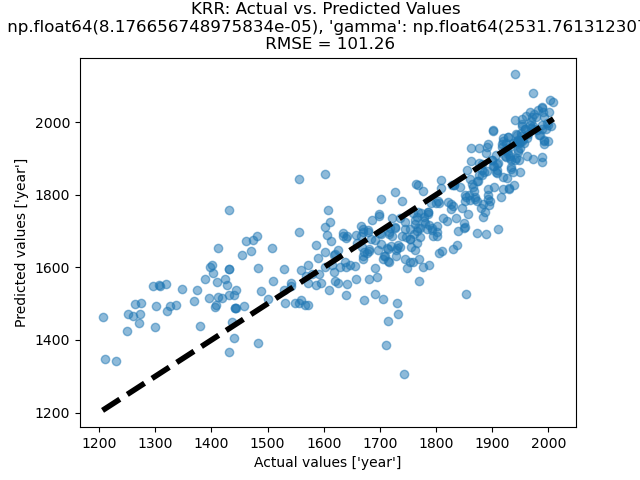 KRR: Actual vs. Predicted Values
np.float64(8.176656748975834e-05), 'gamma': np.float64(2531.761312307
RMSE = 101.26
2000
1800
1600
1400
1200
Predicted values ['year']
1200 1300 1400 1500 1600 1700 1800 1900 2000
Actual values ['year']